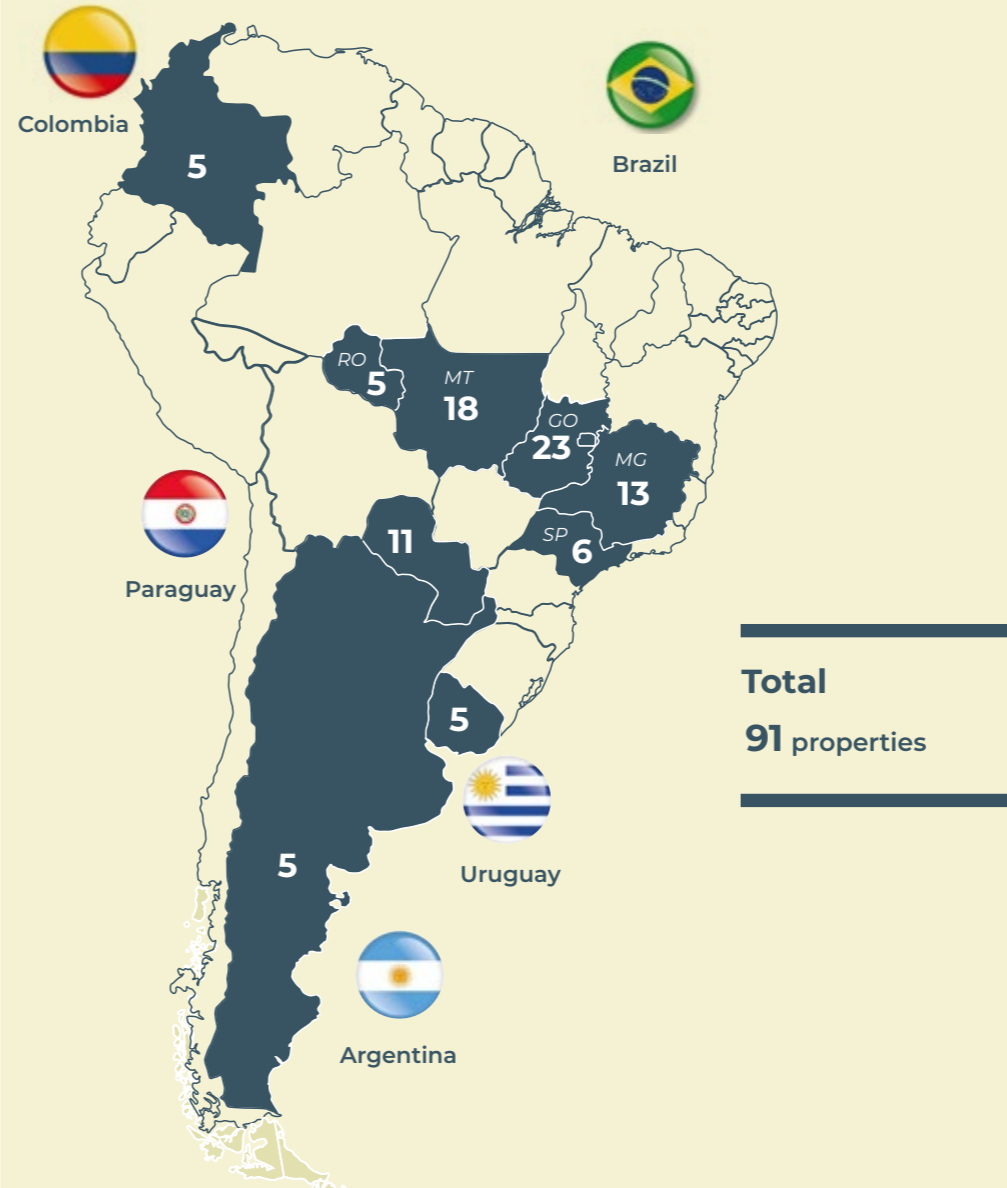 Colombia
Brazil
5
RO
5
MT
18
GO
23
MG
13
SP
6
11
Paraguay
5
Total
91 properties
Uruguay
5
Argentina